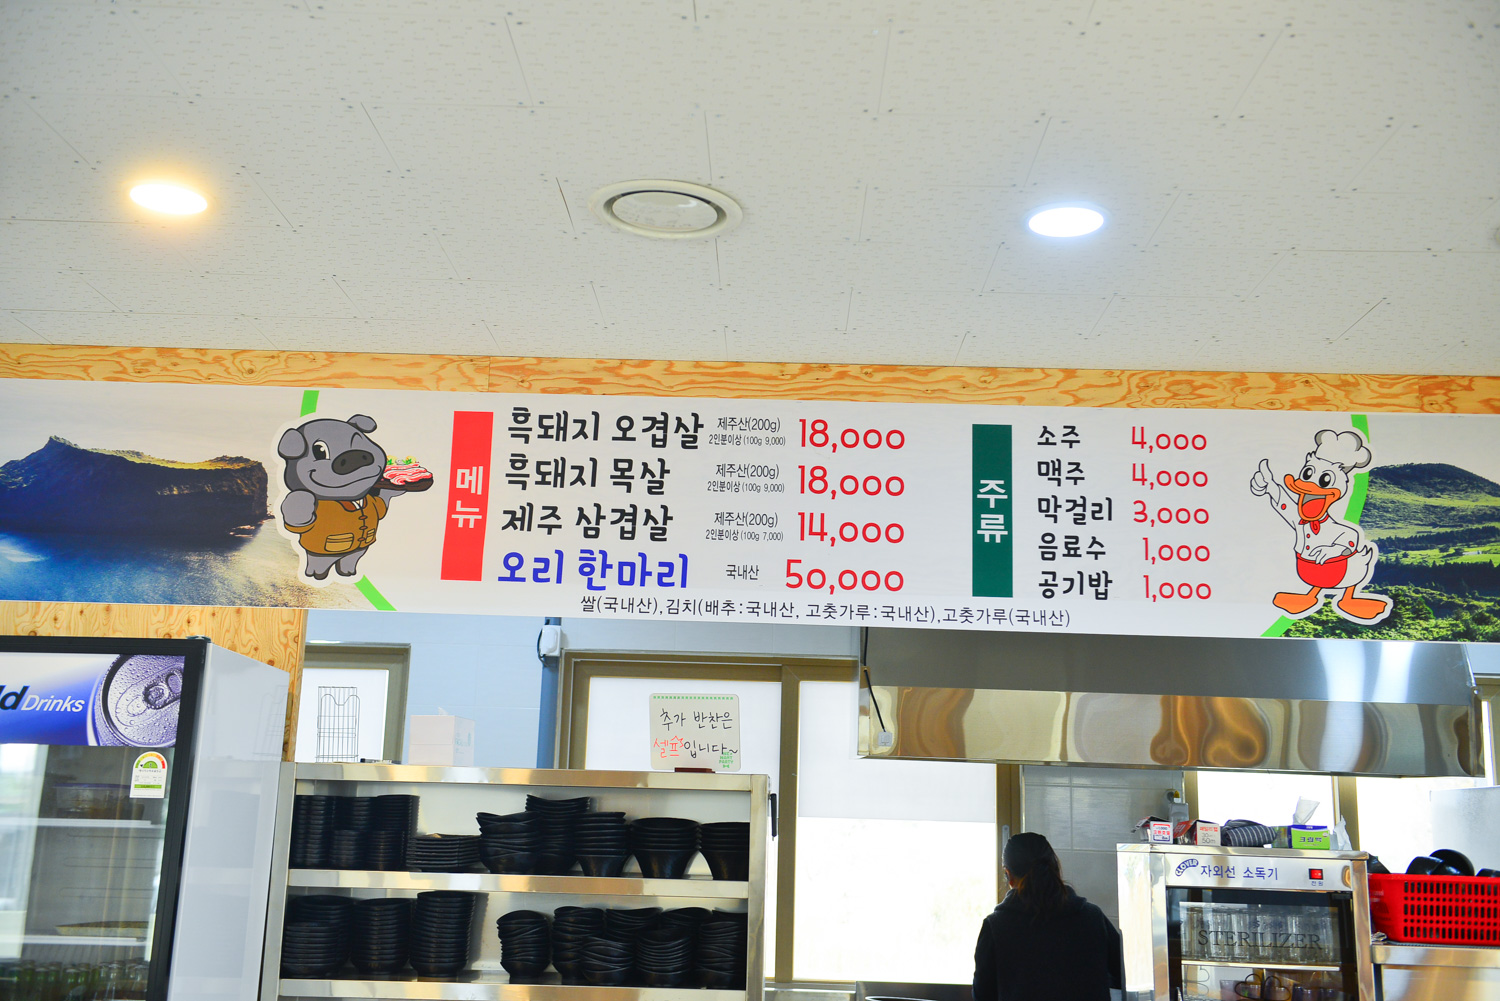 메뉴
흑돼지 오겹살 제주산(200g) 2인분이상(100g 9,000) 18,000
흑돼지 목살 제주산(200g) 2인분이상(100g 9,000) 18,000
제주 삼겹살 제주산(200g) 2인분이상(100g 7,000) 14,000
오리 한마리 국내산 50,000
주류
소주 4,000
맥주 4,000
막걸리 3,000
음료수 1,000
공기밥 1,000
쌀(국내산),김치(배추:국내산, 고춧가루:국내산),고춧가루(국내산)
Drinks
추가 반찬은
셀프입니다~
CLOVER 자외선 소독기
STERILIZER
크린랩